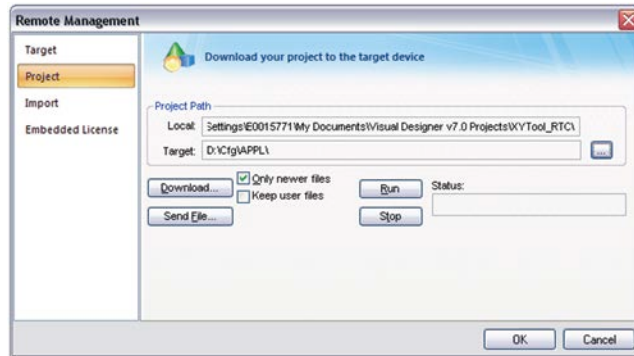 Remote Management
Target
Project
Import
Embedded License
Download your project to the target device
Project Path
Local: Settings\E0015771\My Documents\Visual Designer v7.0 Projects\XYTool_RTC\
Target: D:\Cfg\APPL\
...
Download... Only newer files Run Status:
Keep user files
Send File... Stop
OK Cancel